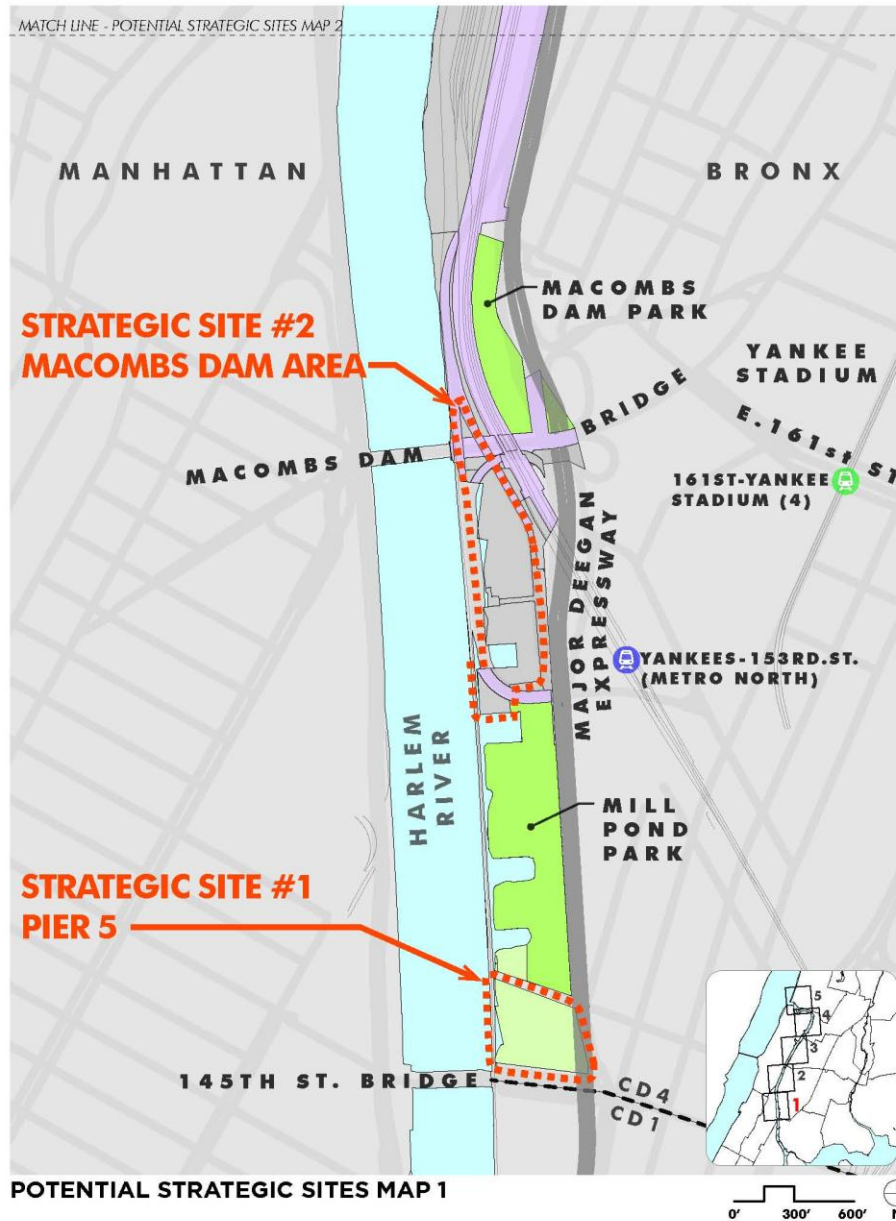 MATCH LINE - POTENTIAL STRATEGIC SITES MAP 2
MANHATTAN
BRONX
MACOMBS
DAM PARK
STRATEGIC SITE #2
MACOMBS DAM AREA
YANKEE
STADIUM
BRIDGE
E.161st ST
MACOMBS DAM
161ST-YANKEE
STADIUM (4)
MAJOR DEEGAN
EXPRESSWAY
YANKEES-153RD.ST.
(METRO NORTH)
HARLEM
RIVER
MILL
POND
PARK
STRATEGIC SITE #1
PIER 5
5
4
3
2
1
145TH ST. BRIDGE
CD4
CD1
POTENTIAL STRATEGIC SITES MAP 1
0' 300' 600'